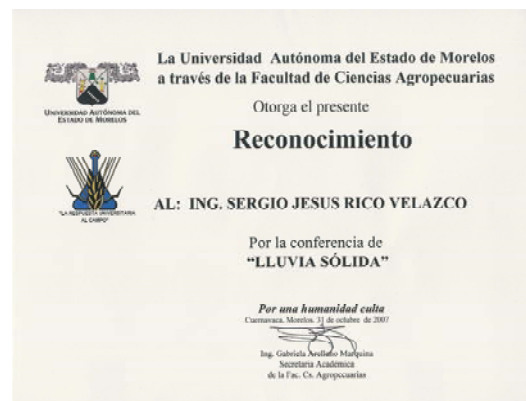 La Universidad Autónoma del Estado de Morelos
a través de la Facultad de Ciencias Agropecuarias
UNIVERSIDAD AUTÓNOMA DEL
ESTADO DE MORELOS
Otorga el presente
Reconocimiento
"LA RESPUESTA UNIVERSITARIA
AL CAMPO"
AL: ING. SERGIO JESUS RICO VELAZCO
Por la conferencia de
"LLUVIA SÓLIDA"
Por una humanidad culta
Cuernavaca, Morelos, 31 de octubre de 2007
Ing. Gabriela Arellano Marquina
Secretaria Académica
de la Fac. Cs. Agropecuarias